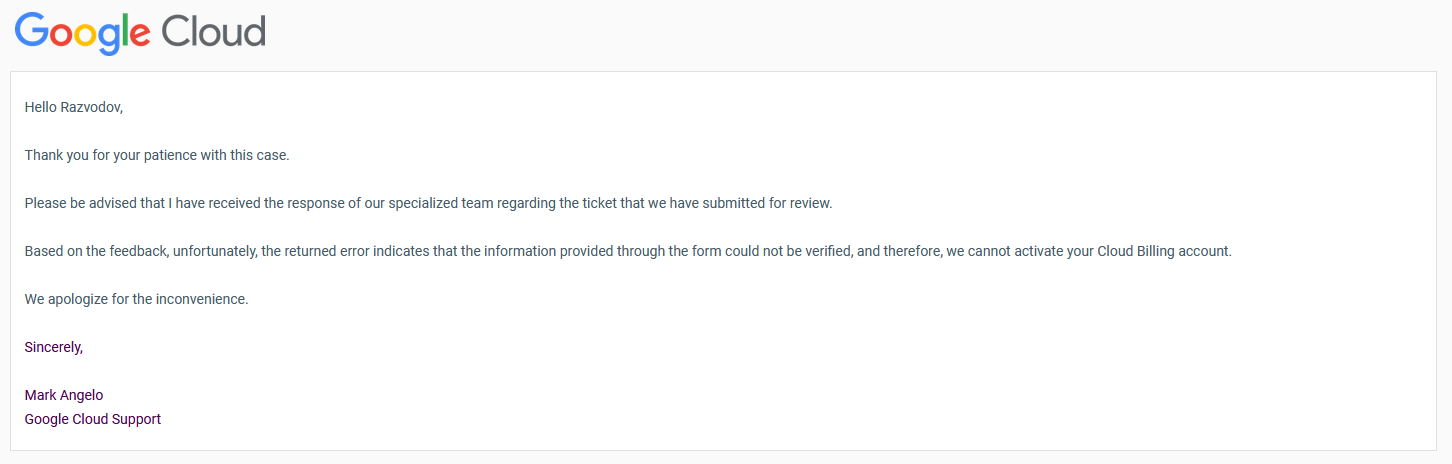 Google Cloud
Hello Razvodov,
Thank you for your patience with this case.
Please be advised that I have received the response of our specialized team regarding the ticket that we have submitted for review.
Based on the feedback, unfortunately, the returned error indicates that the information provided through the form could not be verified, and therefore, we cannot activate your Cloud Billing account.
We apologize for the inconvenience.
Sincerely,
Mark Angelo
Google Cloud Support